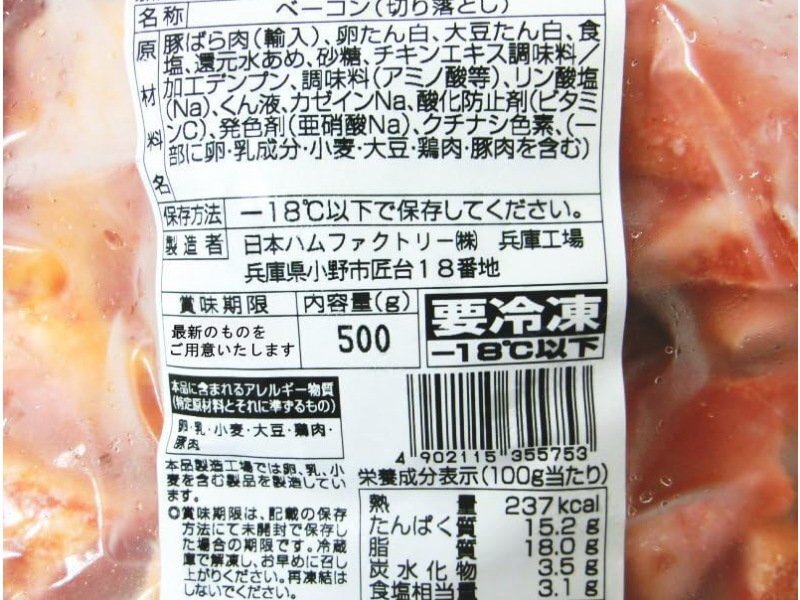 名称 ベーコン(切り落とし)
原材料名 豚ばら肉(輸入)、卵たん白、大豆たん白、食
塩、還元水あめ、砂糖、チキンエキス調味料/
加工デンプン、調味料(アミノ酸等)、リン酸塩
(Na)、くん液、カゼインNa、酸化防止剤(ビタミ
ンC)、発色剤(亜硝酸Na)、クチナシ色素、(一
部に卵・乳成分・小麦・大豆・鶏肉・豚肉を含む)
保存方法 −18℃以下で保存してください。
製造者 日本ハムファクトリー㈱ 兵庫工場
兵庫県小野市匠台18番地
賞味期限 内容量(g)
最新のものを
ご用意いたします
500
要冷凍
−18℃以下
本品に含まれるアレルギー物質
(特定原材料とそれに準ずるもの)
卵・乳・小麦・大豆・鶏肉・
豚肉
4 902115 355753
本品製造工場では卵、乳、小
麦を含む製品を製造してい
ます。
◎賞味期限は、記載の保存
方法にて未開封で保存し
た場合の期限です。冷蔵
庫で解凍し、お早めに召し
上がりください。再凍結は
しないでください。
栄養成分表示(100g当たり)
熱量 237kcal
たんぱく質 15.2g
脂質 18.0g
炭水化物 3.5g
食塩相当量 3.1g